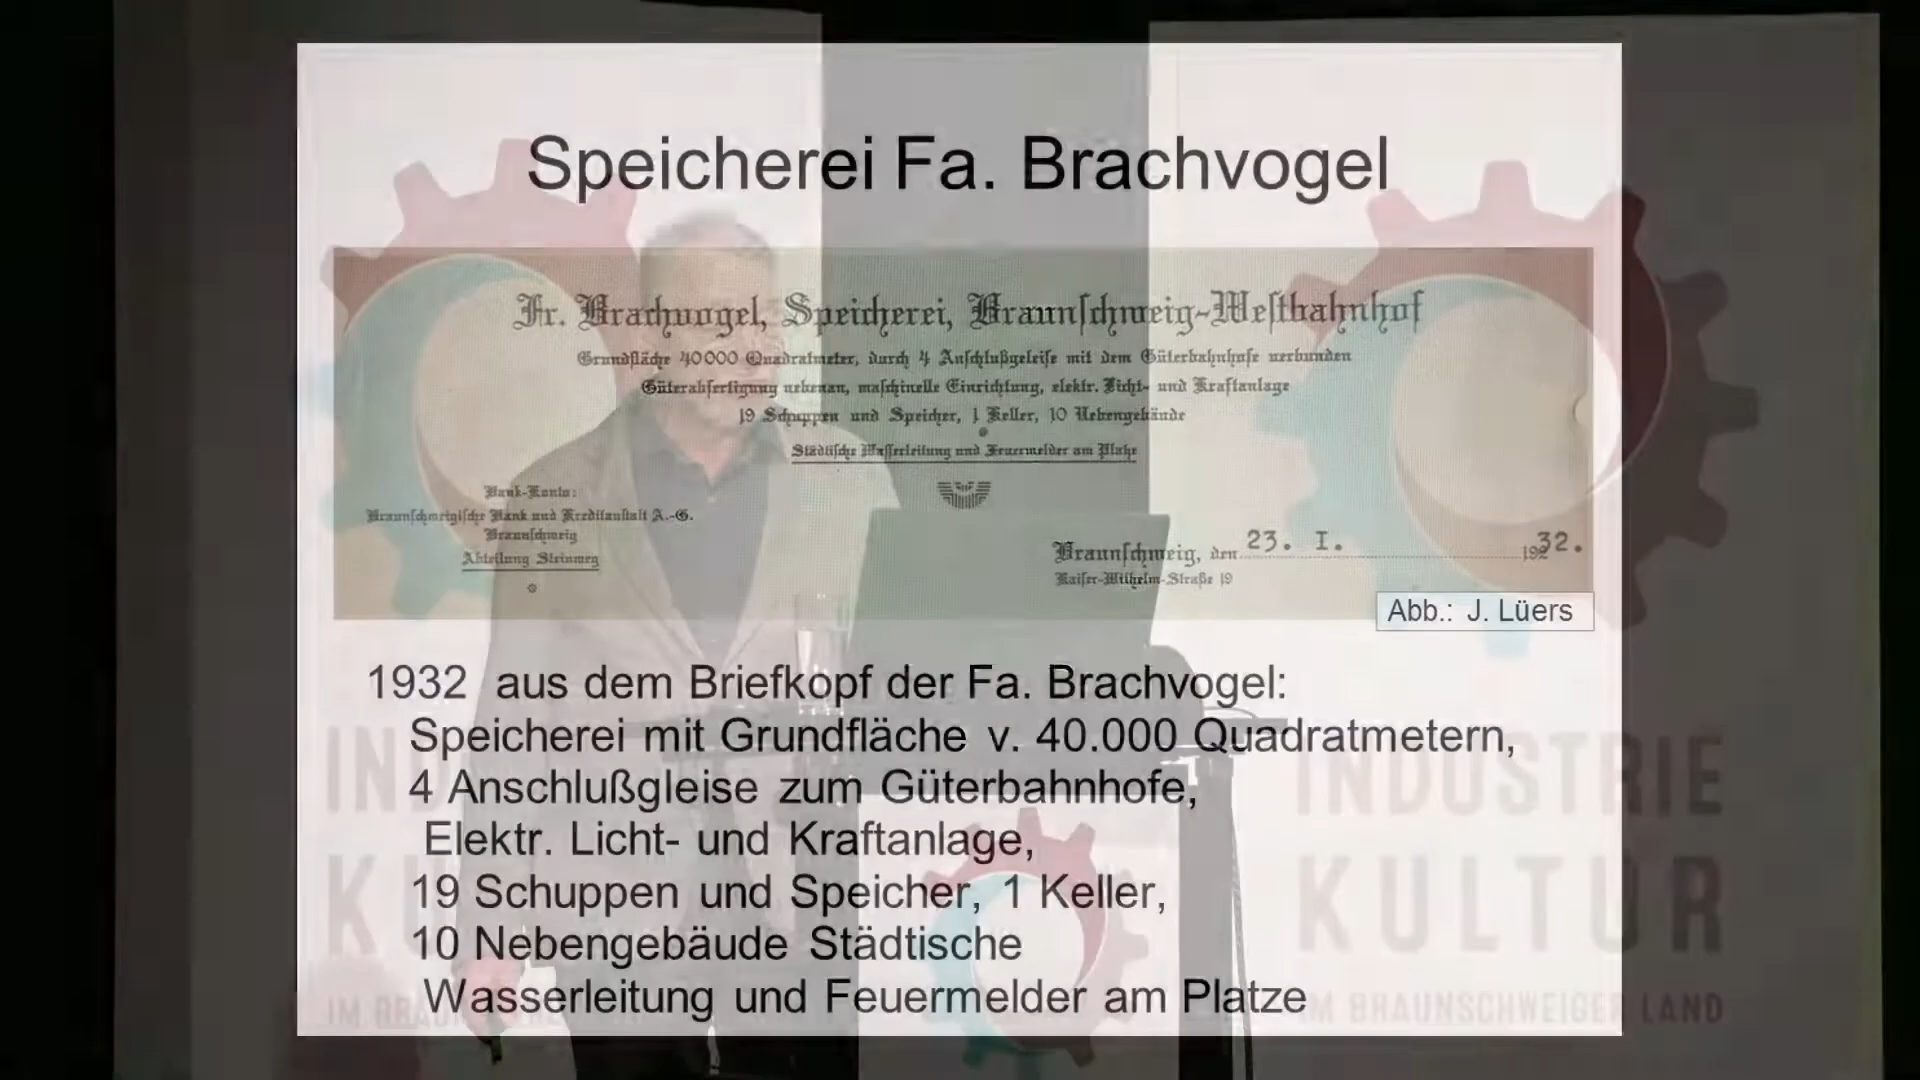 Speicherei Fa. Brachvogel
Fr. Brachvogel, Speicherei, Braunſchweig-Weſtbahnhof
Grundfläche 40000 Quadratmeter, durch 4 Anſchlußgeleiſe mit dem Güterbahnhofe verbunden
Güterabfertigung nebenan, maſchinelle Einrichtung, elektr. Licht- und Kraftanlage
19 Schuppen und Speicher, 1 Keller, 10 Nebengebäude
Städtiſche Waſſerleitung und Feuermelder am Platze
Bank-Konto:
Braunſchweigiſche Bank und Kreditanſtalt A.-G.
Braunſchweig
Abteilung Steinweg
Braunſchweig, den 23. I. 1932.
Kaiſer-Wilhelm-Straße 19
Abb.: J. Lüers
1932 aus dem Briefkopf der Fa. Brachvogel:
Speicherei mit Grundfläche v. 40.000 Quadratmetern,
4 Anschlußgleise zum Güterbahnhofe,
Elektr. Licht- und Kraftanlage,
19 Schuppen und Speicher, 1 Keller,
10 Nebengebäude Städtische
Wasserleitung und Feuermelder am Platze
INDUSTRIE
KULTUR
IM BRAUNSCHWEIGER LAND